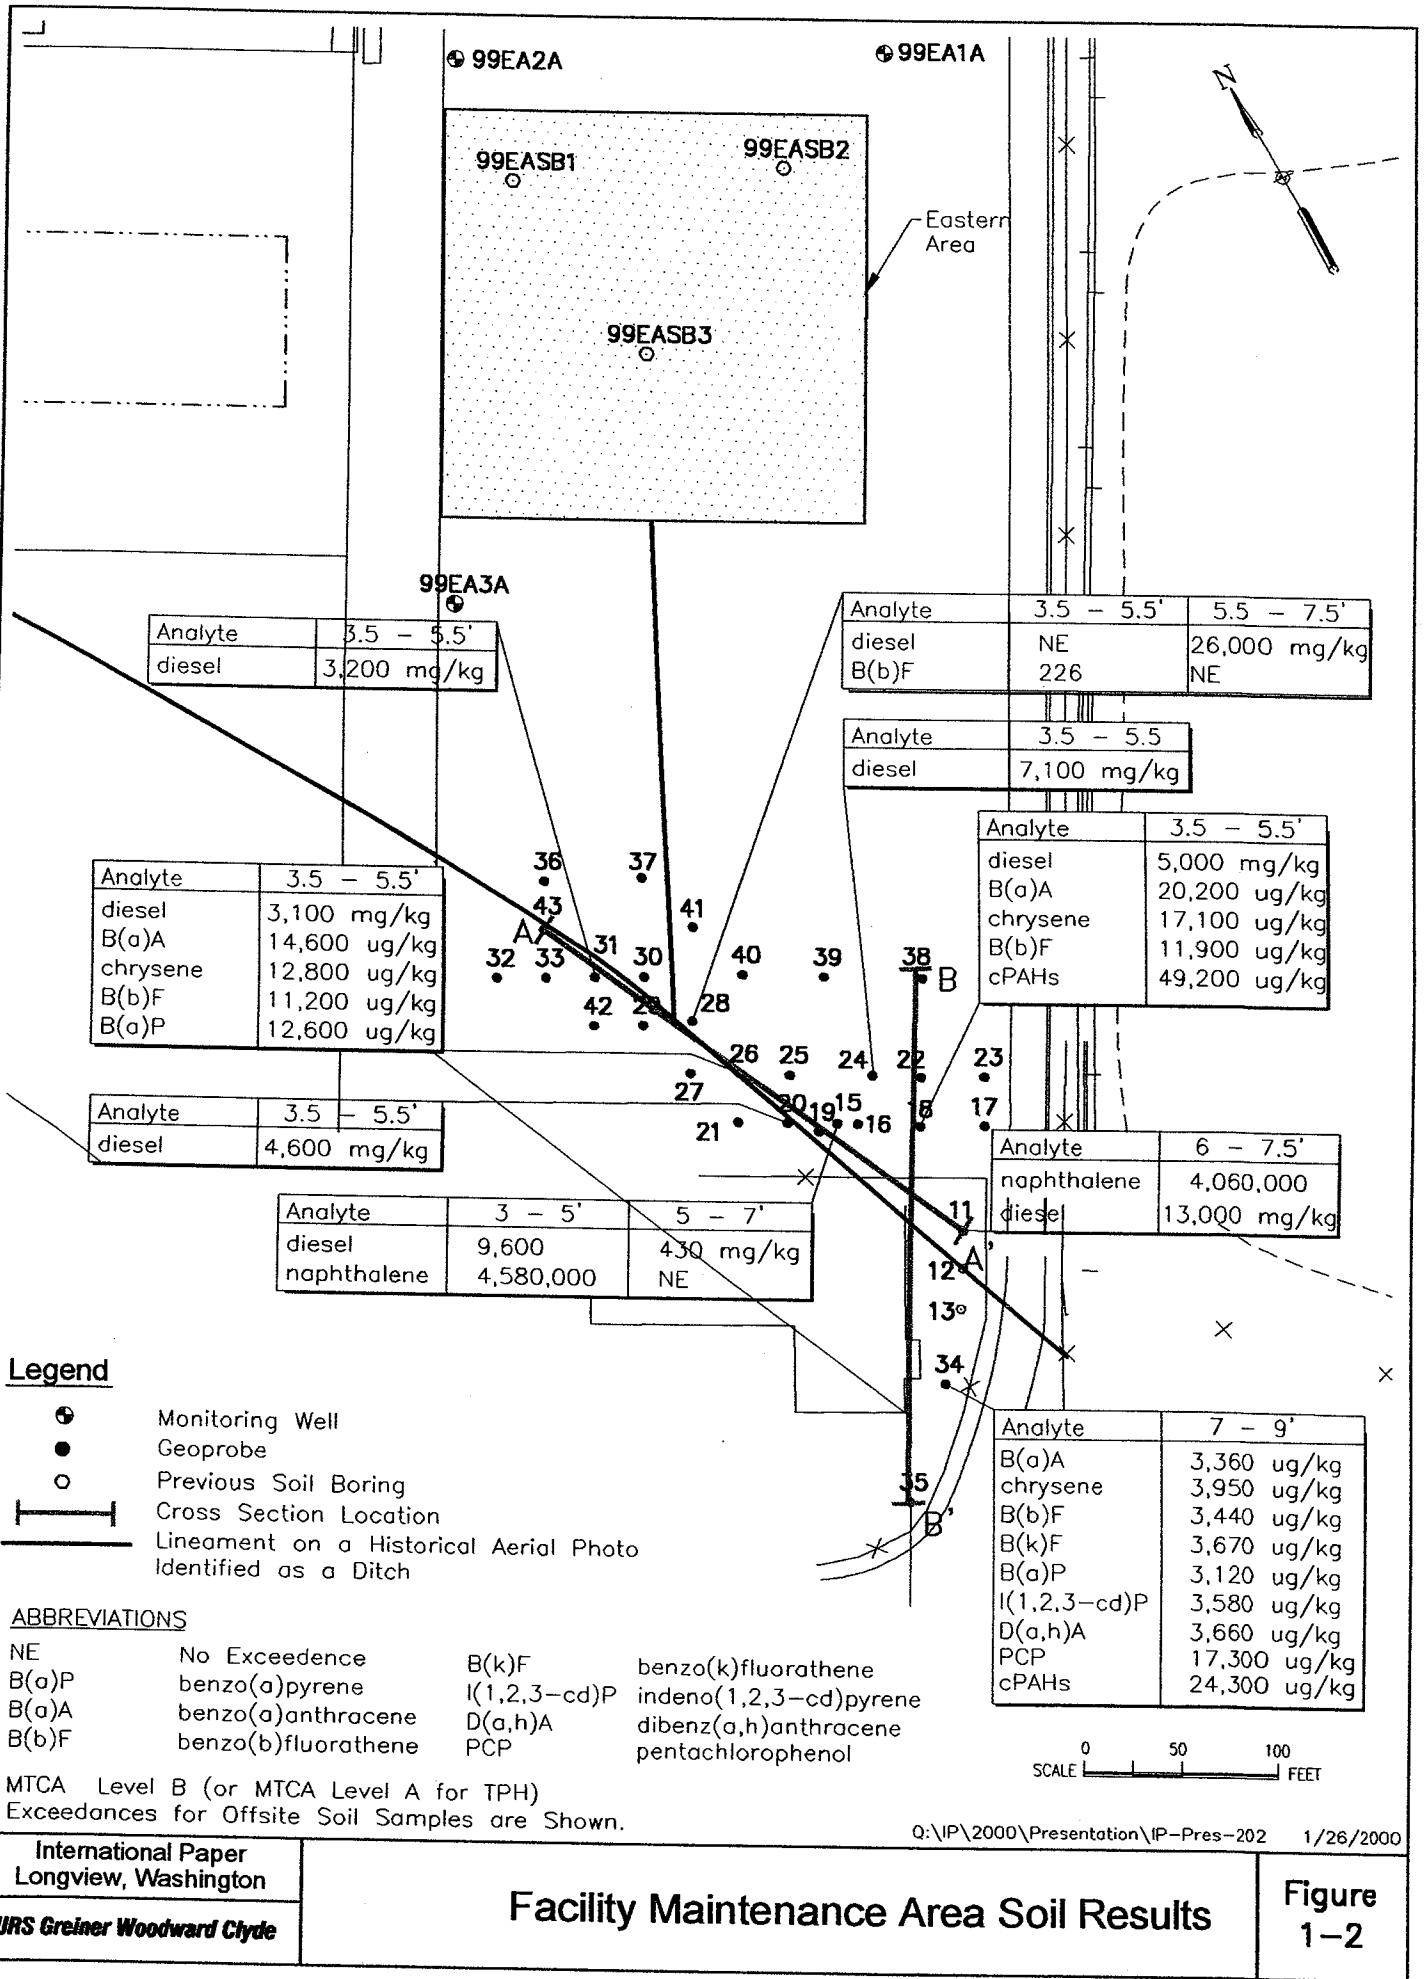 99EA2A
99EA1A
N
99EASB1
99EASB2
Eastern
Area
99EASB3
99EA3A
Analyte 3.5 - 5.5'
diesel 3,200 mg/kg
Analyte 3.5 - 5.5' 5.5 - 7.5'
diesel NE 26,000 mg/kg
B(b)F 226 NE
Analyte 3.5 - 5.5
diesel 7,100 mg/kg
Analyte 3.5 - 5.5'
diesel 5,000 mg/kg
B(a)A 20,200 ug/kg
chrysene 17,100 ug/kg
B(b)F 11,900 ug/kg
cPAHs 49,200 ug/kg
Analyte 3.5 - 5.5'
diesel 3,100 mg/kg
B(a)A 14,600 ug/kg
chrysene 12,800 ug/kg
B(b)F 11,200 ug/kg
B(a)P 12,600 ug/kg
36
37
43
41
A
31
32
33
30
40
39
38
B
42
28
26
25
24
22
23
27
20
19
15
16
18
17
21
Analyte 3.5 - 5.5'
diesel 4,600 mg/kg
Analyte 6 - 7.5'
naphthalene 4,060,000
diesel 13,000 mg/kg
Analyte 3 - 5' 5 - 7'
diesel 9,600 430 mg/kg
naphthalene 4,580,000 NE
11
A'
12
13
34
35
B'
Analyte 7 - 9'
B(a)A 3,360 ug/kg
chrysene 3,950 ug/kg
B(b)F 3,440 ug/kg
B(k)F 3,670 ug/kg
B(a)P 3,120 ug/kg
I(1,2,3-cd)P 3,580 ug/kg
D(a,h)A 3,660 ug/kg
PCP 17,300 ug/kg
cPAHs 24,300 ug/kg
Legend
Monitoring Well
Geoprobe
Previous Soil Boring
Cross Section Location
Lineament on a Historical Aerial Photo
Identified as a Ditch
ABBREVIATIONS
NE No Exceedence
B(a)P benzo(a)pyrene
B(a)A benzo(a)anthracene
B(b)F benzo(b)fluorathene
B(k)F benzo(k)fluorathene
I(1,2,3-cd)P indeno(1,2,3-cd)pyrene
D(a,h)A dibenz(a,h)anthracene
PCP pentachlorophenol
0 50 100
SCALE FEET
MTCA Level B (or MTCA Level A for TPH)
Exceedances for Offsite Soil Samples are Shown.
Q:\IP\2000\Presentation\IP-Pres-202 1/26/2000
International Paper
Longview, Washington
URS Greiner Woodward Clyde
Facility Maintenance Area Soil Results
Figure
1-2